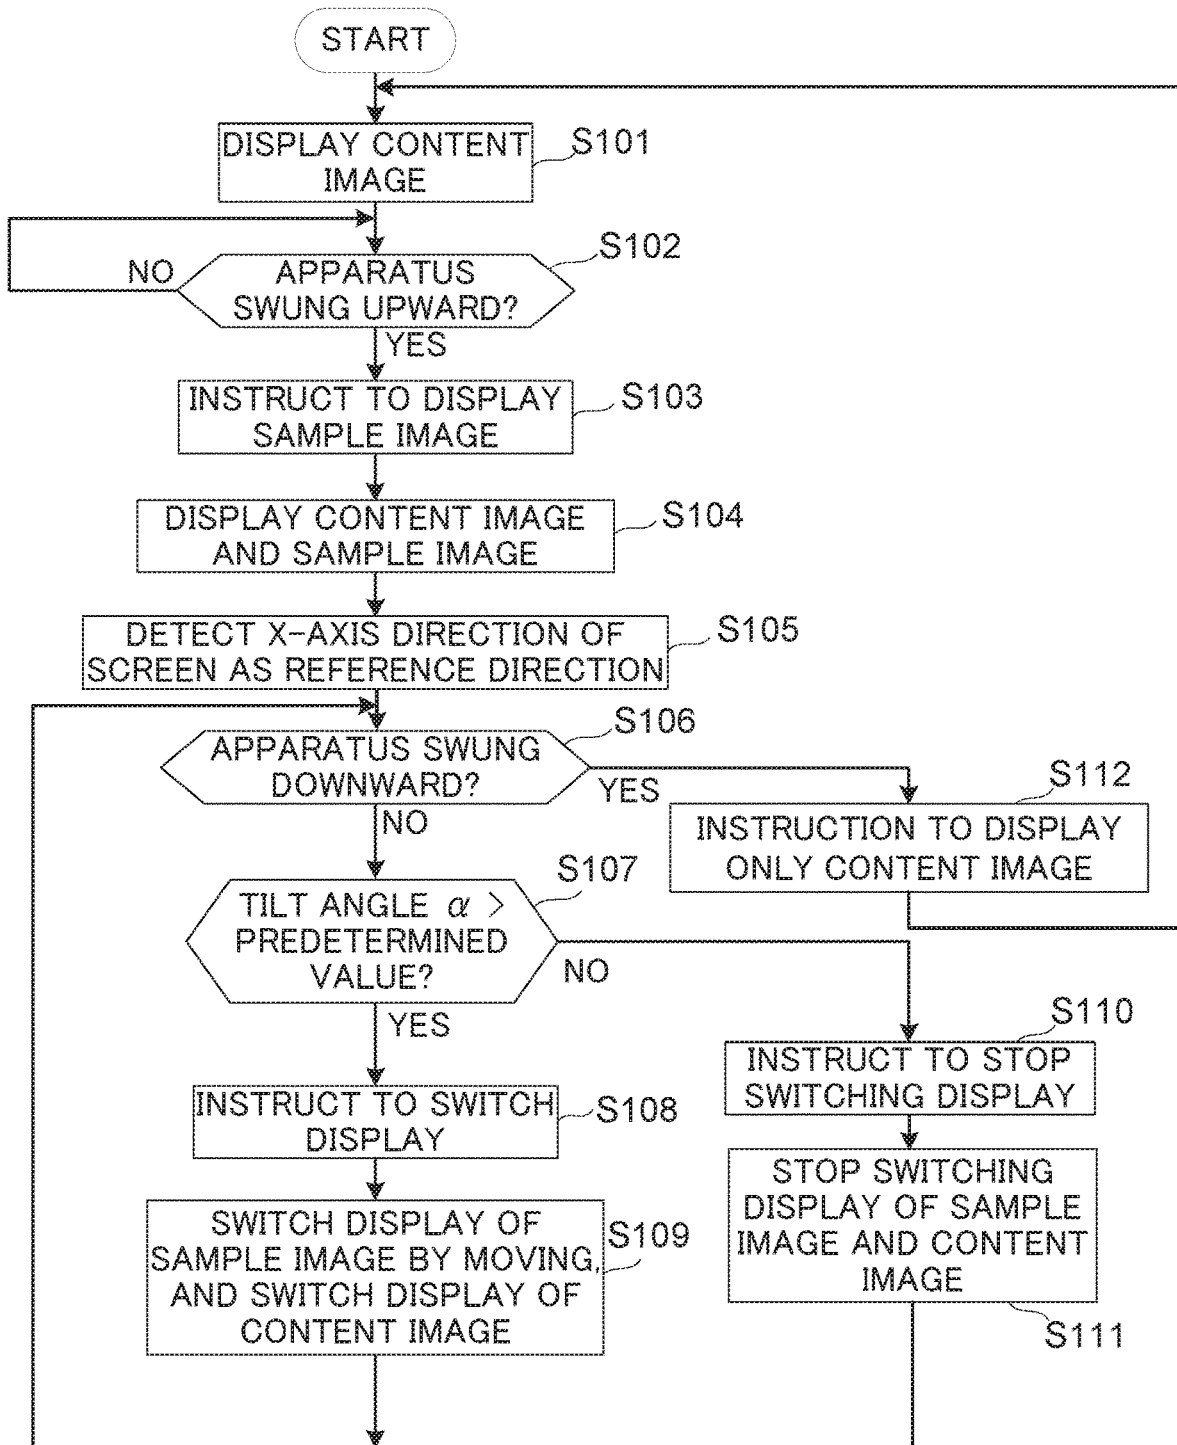 START
DISPLAY CONTENT
IMAGE
S101
APPARATUS
SWUNG UPWARD?
S102
NO
YES
INSTRUCT TO DISPLAY
SAMPLE IMAGE
S103
DISPLAY CONTENT IMAGE
AND SAMPLE IMAGE
S104
DETECT X-AXIS DIRECTION OF
SCREEN AS REFERENCE DIRECTION
S105
APPARATUS SWUNG
DOWNWARD?
S106
YES
NO
INSTRUCTION TO DISPLAY
ONLY CONTENT IMAGE
S112
TILT ANGLE α >
PREDETERMINED
VALUE?
S107
NO
YES
INSTRUCT TO STOP
SWITCHING DISPLAY
S110
INSTRUCT TO SWITCH
DISPLAY
S108
STOP SWITCHING
DISPLAY OF SAMPLE
IMAGE AND CONTENT
IMAGE
S111
SWITCH DISPLAY OF
SAMPLE IMAGE BY MOVING,
AND SWITCH DISPLAY OF
CONTENT IMAGE
S109